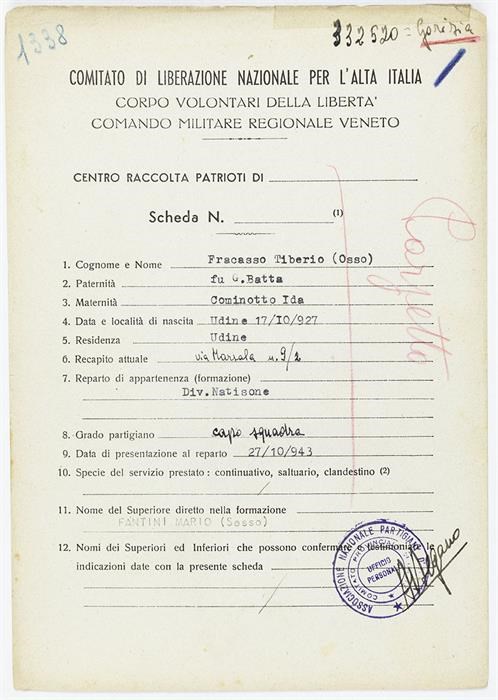 1338
332520 = Gorizia
COMITATO DI LIBERAZIONE NAZIONALE PER L'ALTA ITALIA
CORPO VOLONTARI DELLA LIBERTA'
COMANDO MILITARE REGIONALE VENETO
CENTRO RACCOLTA PATRIOTI DI
Scheda N. (1)
1. Cognome e Nome Fracasso Tiberio (Osso)
2. Paternità fu G.Batta
3. Maternità Cominotto Ida
4. Data e località di nascita Udine 17/IO/927
5. Residenza Udine
6. Recapito attuale via Marsala n. 9/2
7. Reparto di appartenenza (formazione)
Div.Natisone
8. Grado partigiano capo squadra
9. Data di presentazione al reparto 27/10/943
10. Specie del servizio prestato : continuativo, saltuario, clandestino (2)
11. Nome del Superiore diretto nella formazione
FANTINI MARIO (Sasso)
12. Nomi dei Superiori ed Inferiori che possono confermare e testimoniare le
indicazioni date con la presente scheda
ASSOCIAZIONE NAZIONALE PARTIGIANI
COMITATO PROVINCIALE
UFFICIO
PERSONALE